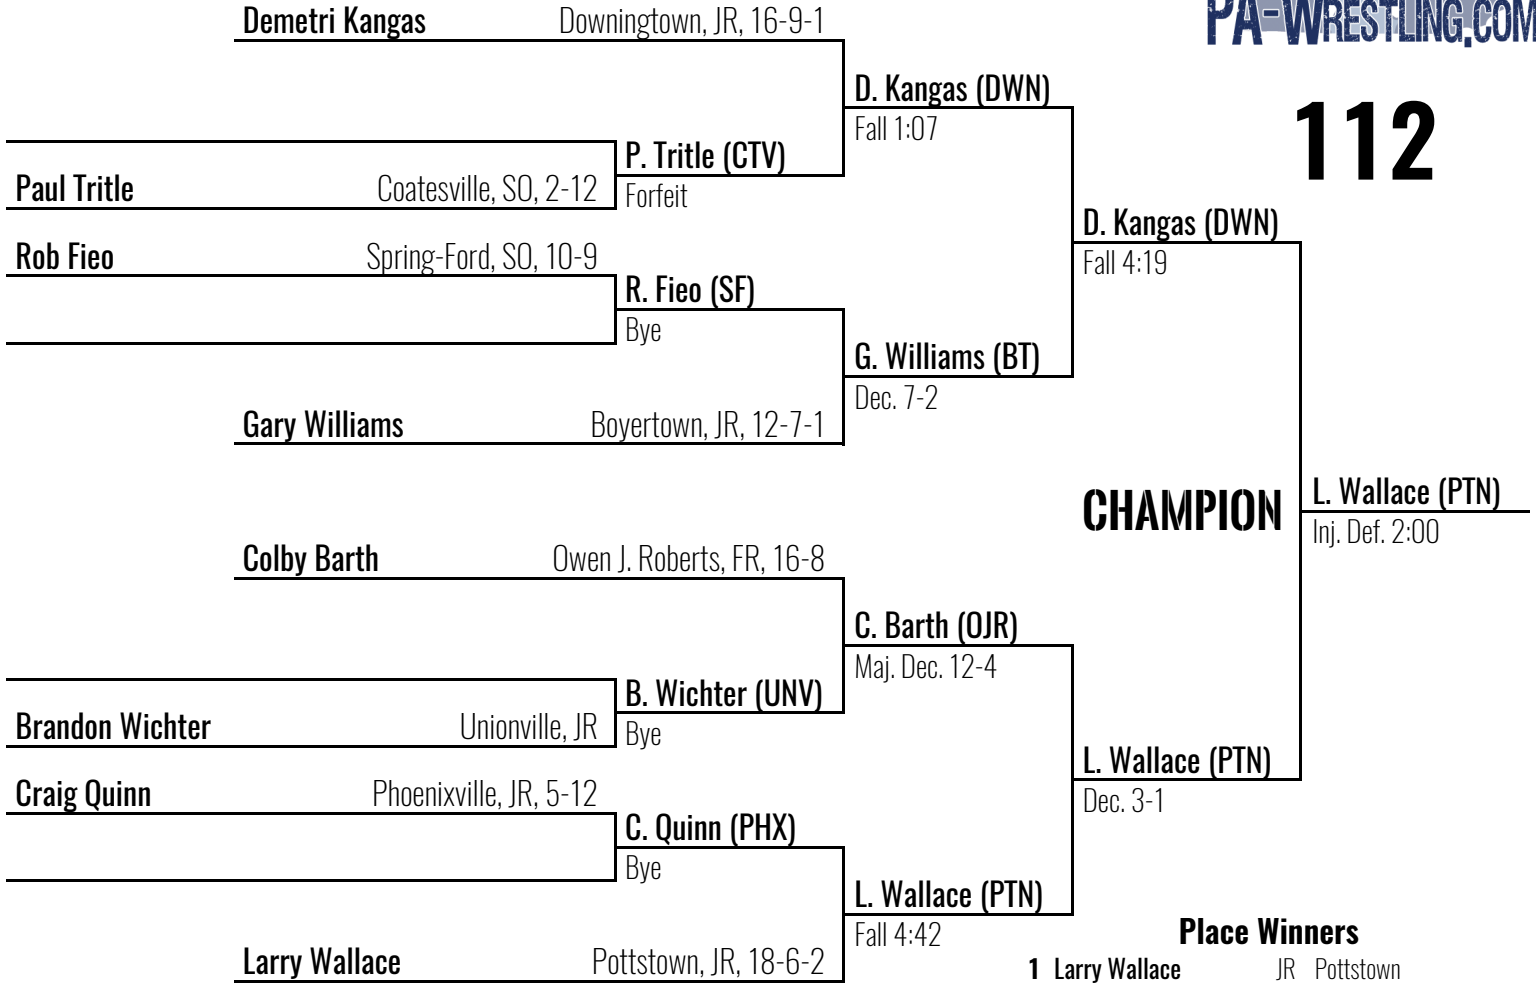 PA-WRESTLING.COM
112
Demetri Kangas Downingtown, JR, 16-9-1
D. Kangas (DWN)
Fall 1:07
P. Tritle (CTV)
Forfeit
Paul Tritle Coatesville, SO, 2-12
D. Kangas (DWN)
Fall 4:19
Rob Fieo Spring-Ford, SO, 10-9
R. Fieo (SF)
Bye
G. Williams (BT)
Dec. 7-2
Gary Williams Boyertown, JR, 12-7-1
CHAMPION
L. Wallace (PTN)
Inj. Def. 2:00
Colby Barth Owen J. Roberts, FR, 16-8
C. Barth (OJR)
Maj. Dec. 12-4
B. Wichter (UNV)
Bye
Brandon Wichter Unionville, JR
L. Wallace (PTN)
Dec. 3-1
Craig Quinn Phoenixville, JR, 5-12
C. Quinn (PHX)
Bye
L. Wallace (PTN)
Fall 4:42
Larry Wallace Pottstown, JR, 18-6-2
Place Winners
1 Larry Wallace JR Pottstown